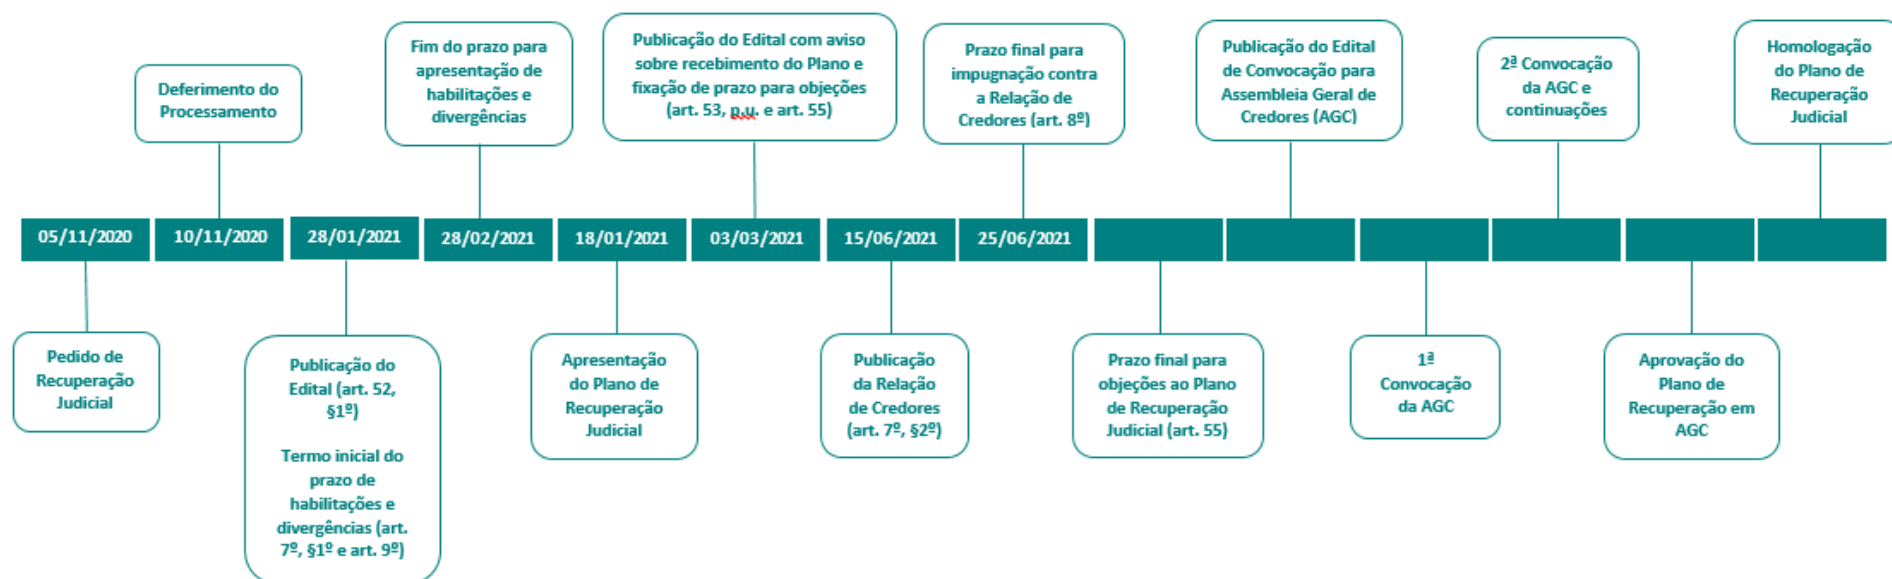 Deferimento do
Processamento
Fim do prazo para
apresentação de
habilitações e
divergências
Publicação do Edital com aviso
sobre recebimento do Plano e
fixação de prazo para objeções
(art. 53, p.u. e art. 55)
Prazo final para
impugnação contra
a Relação de
Credores (art. 8º)
Publicação do Edital
de Convocação para
Assembleia Geral de
Credores (AGC)
2ª Convocação
da AGC e
continuações
Homologação
do Plano de
Recuperação
Judicial
05/11/2020
10/11/2020
28/01/2021
28/02/2021
18/01/2021
03/03/2021
15/06/2021
25/06/2021
Pedido de
Recuperação
Judicial
Publicação do
Edital (art. 52,
§1º)
Termo inicial do
prazo de
habilitações e
divergências (art.
7º, §1º e art. 9º)
Apresentação
do Plano de
Recuperação
Judicial
Publicação
da Relação
de Credores
(art. 7º, §2º)
Prazo final para
objeções ao Plano
de Recuperação
Judicial (art. 55)
1ª
Convocação
da AGC
Aprovação do
Plano de
Recuperação em
AGC